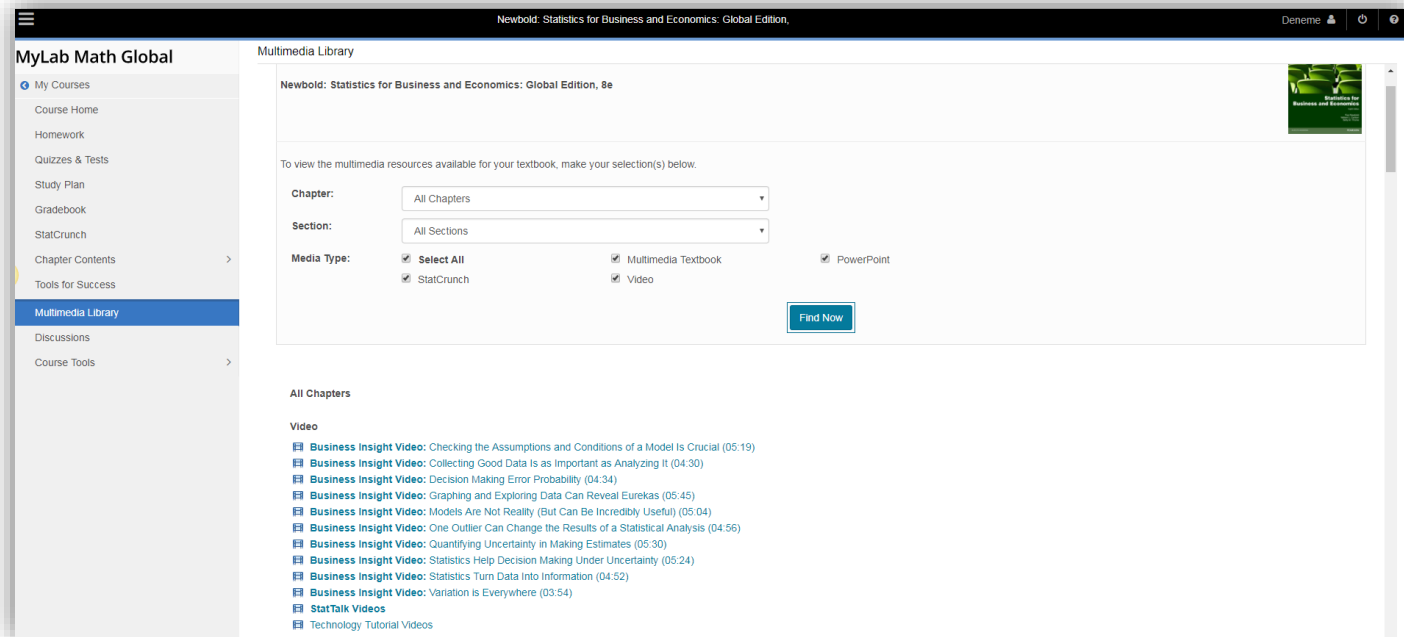 Newbold: Statistics for Business and Economics: Global Edition,
Deneme
MyLab Math Global
My Courses
Course Home
Homework
Quizzes & Tests
Study Plan
Gradebook
StatCrunch
Chapter Contents
Tools for Success
Multimedia Library
Discussions
Course Tools
Multimedia Library
Newbold: Statistics for Business and Economics: Global Edition, 8e
Statistics for
Business and Economics
To view the multimedia resources available for your textbook, make your selection(s) below.
Chapter: All Chapters
Section: All Sections
Media Type: Select All Multimedia Textbook PowerPoint
StatCrunch Video
Find Now
All Chapters
Video
Business Insight Video: Checking the Assumptions and Conditions of a Model Is Crucial (05:19)
Business Insight Video: Collecting Good Data Is as Important as Analyzing It (04:30)
Business Insight Video: Decision Making Error Probability (04:34)
Business Insight Video: Graphing and Exploring Data Can Reveal Eurekas (05:45)
Business Insight Video: Models Are Not Reality (But Can Be Incredibly Useful) (05:04)
Business Insight Video: One Outlier Can Change the Results of a Statistical Analysis (04:56)
Business Insight Video: Quantifying Uncertainty in Making Estimates (05:30)
Business Insight Video: Statistics Help Decision Making Under Uncertainty (05:24)
Business Insight Video: Statistics Turn Data Into Information (04:52)
Business Insight Video: Variation is Everywhere (03:54)
StatTalk Videos
Technology Tutorial Videos